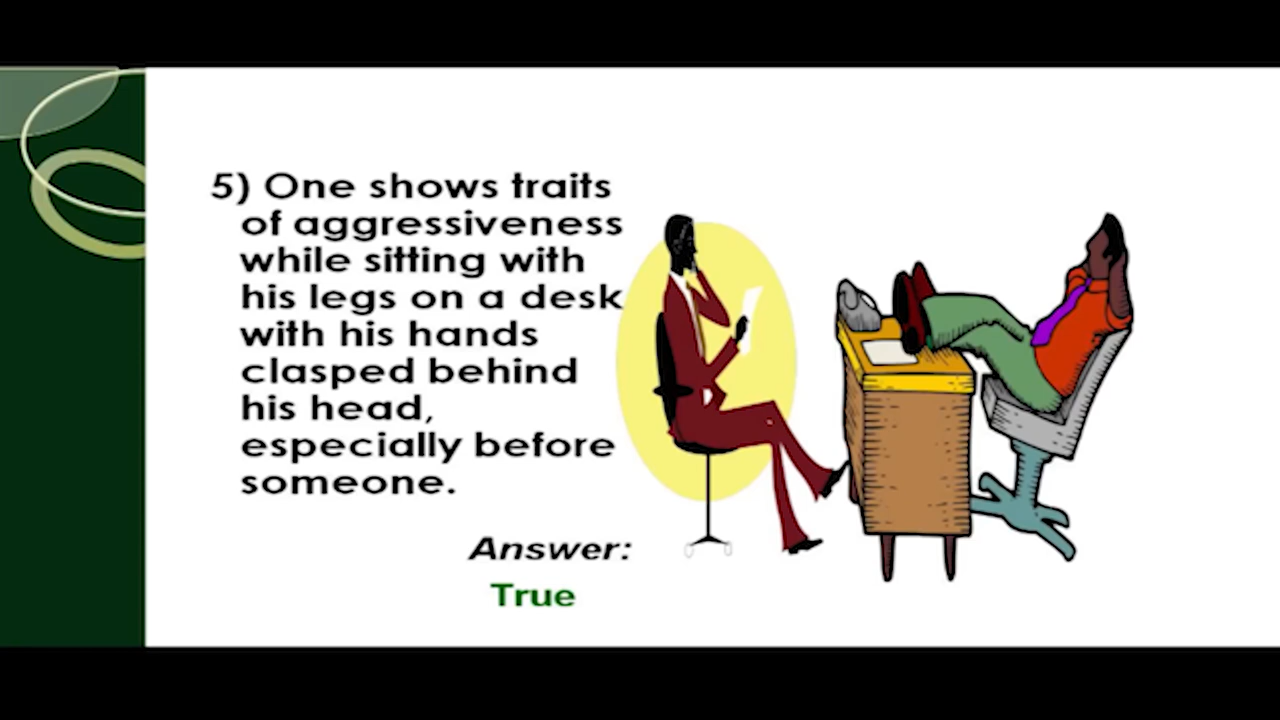 5) One shows traits
of aggressiveness
while sitting with
his legs on a desk
with his hands
clasped behind
his head,
especially before
someone.
Answer:
True